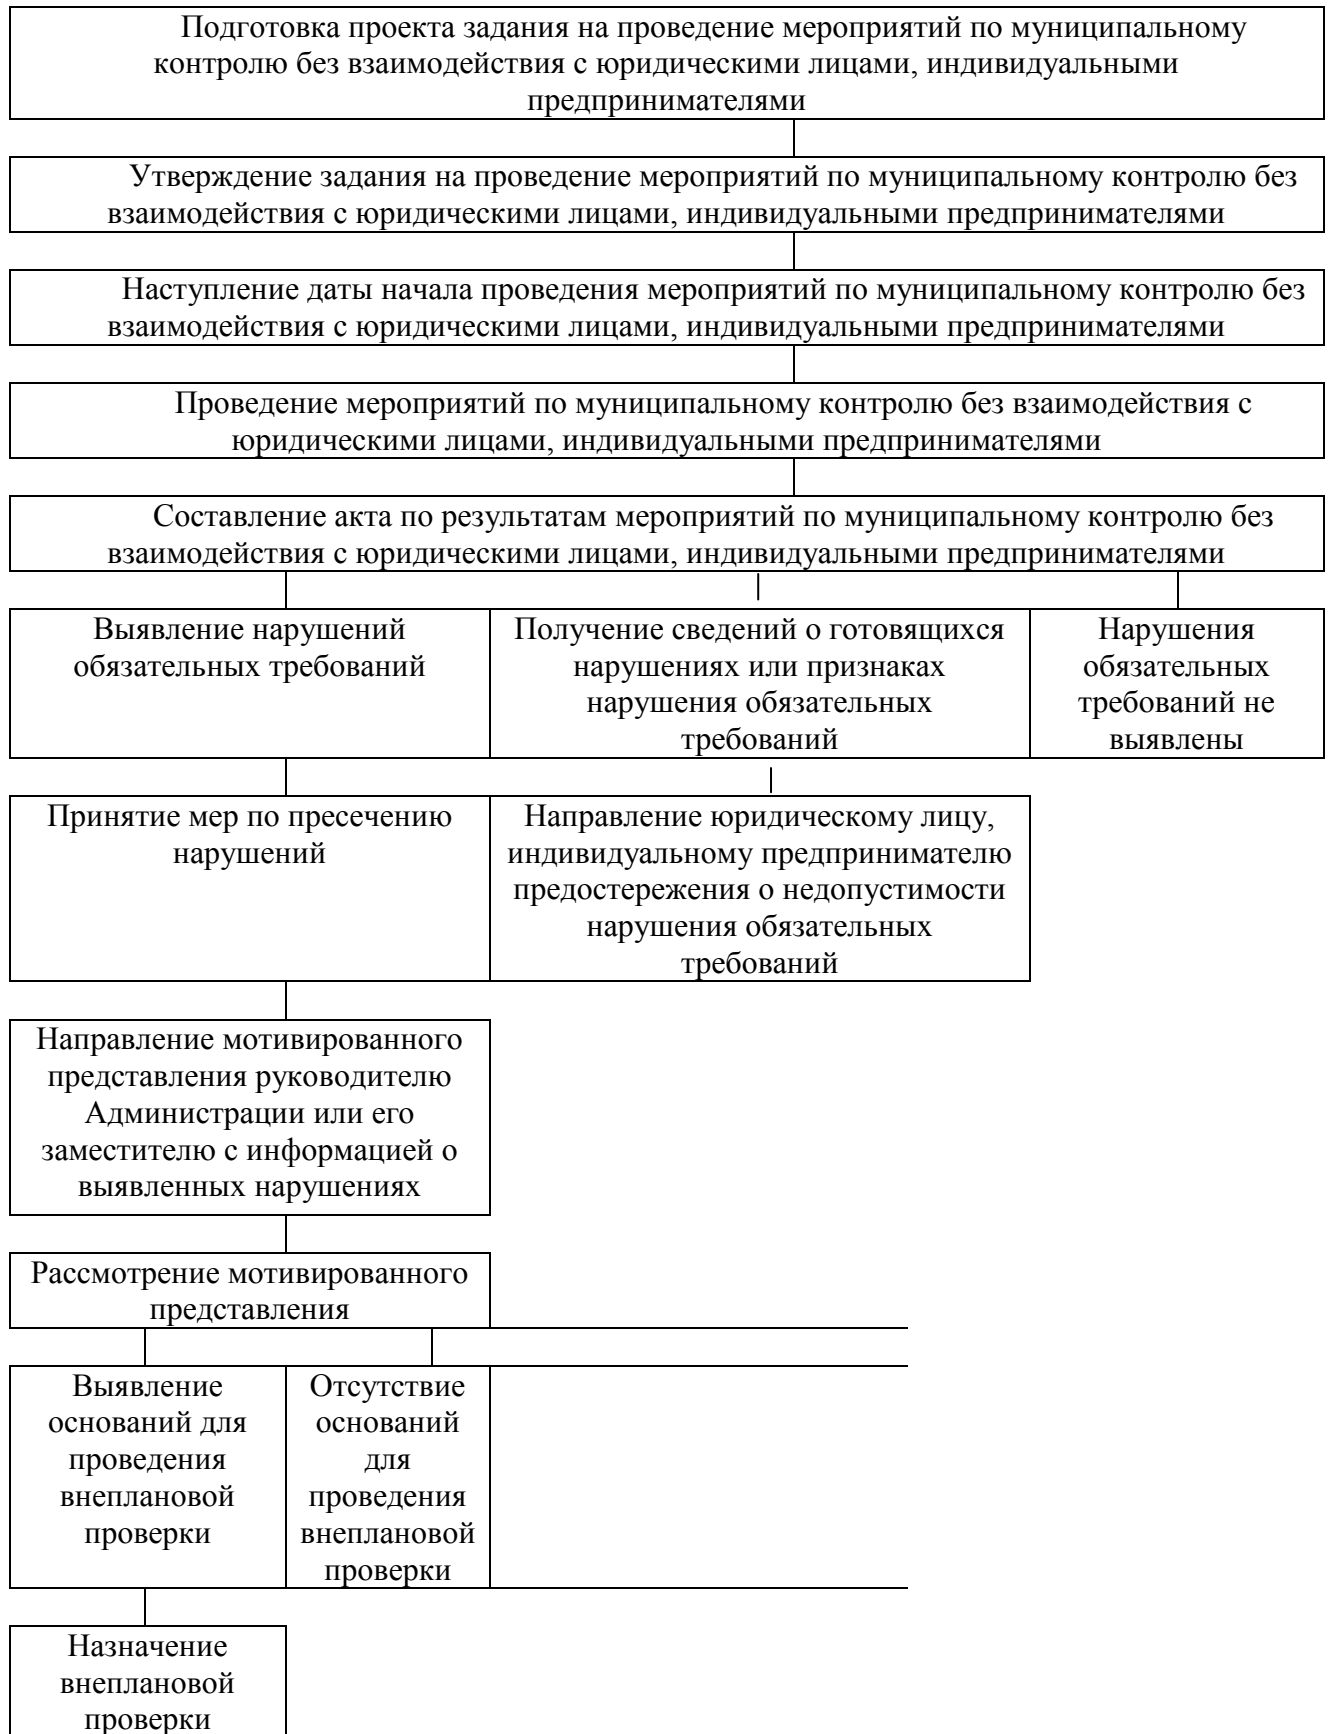 Подготовка проекта задания на проведение мероприятий по муниципальному
контролю без взаимодействия с юридическими лицами, индивидуальными
предпринимателями
Утверждение задания на проведение мероприятий по муниципальному контролю без
взаимодействия с юридическими лицами, индивидуальными предпринимателями
Наступление даты начала проведения мероприятий по муниципальному контролю без
взаимодействия с юридическими лицами, индивидуальными предпринимателями
Проведение мероприятий по муниципальному контролю без взаимодействия с
юридическими лицами, индивидуальными предпринимателями
Составление акта по результатам мероприятий по муниципальному контролю без
взаимодействия с юридическими лицами, индивидуальными предпринимателями
Выявление нарушений
обязательных требований
Получение сведений о готовящихся
нарушениях или признаках
нарушения обязательных
требований
Нарушения
обязательных
требований не
выявлены
Принятие мер по пресечению
нарушений
Направление юридическому лицу,
индивидуальному предпринимателю
предостережения о недопустимости
нарушения обязательных
требований
Направление мотивированного
представления руководителю
Администрации или его
заместителю с информацией о
выявленных нарушениях
Рассмотрение мотивированного
представления
Выявление
оснований для
проведения
внеплановой
проверки
Отсутствие
оснований
для
проведения
внеплановой
проверки
Назначение
внеплановой
проверки